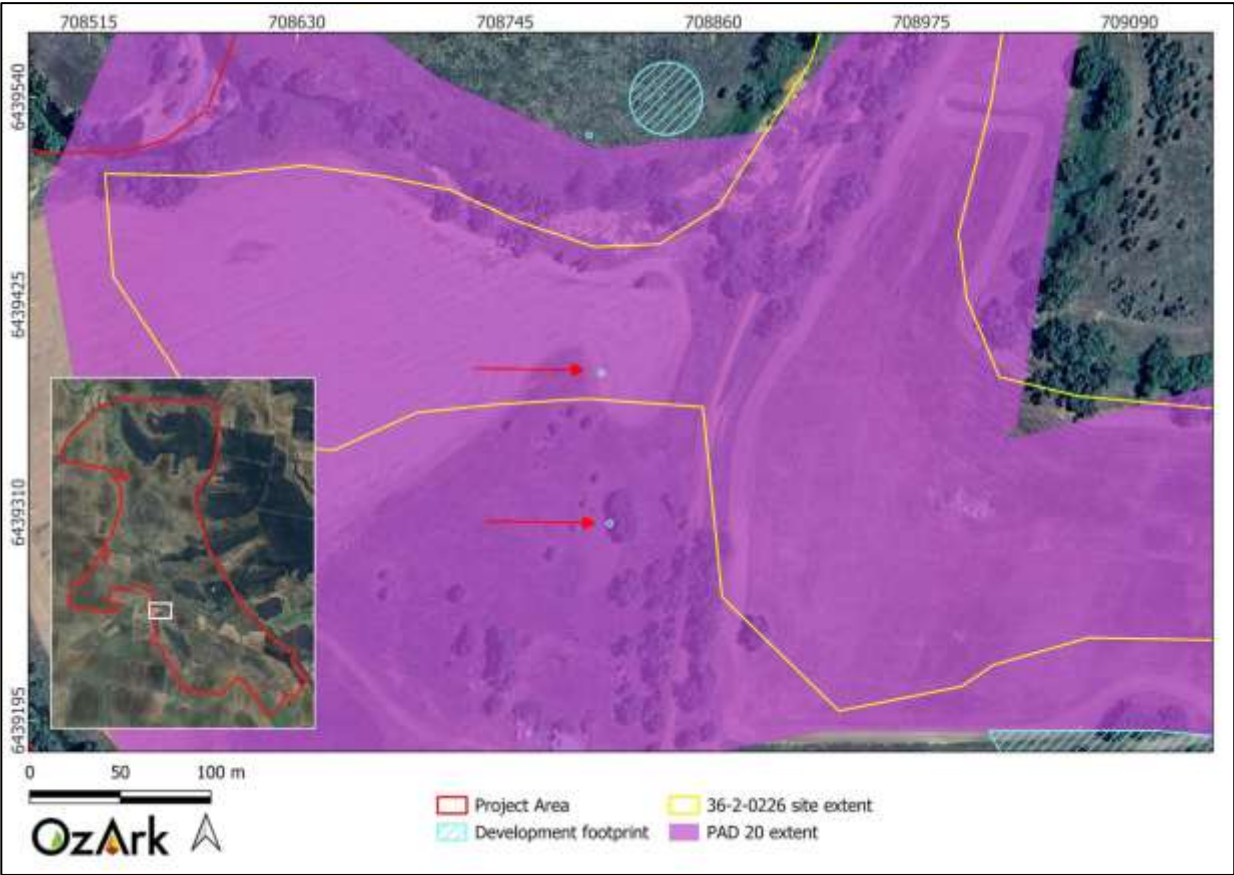 708515 708630 708745 708860 708975 709090
6439540
6439425
6439310
6439195
0 50 100 m
Project Area
36-2-0226 site extent
Development footprint
PAD 20 extent
OzArk